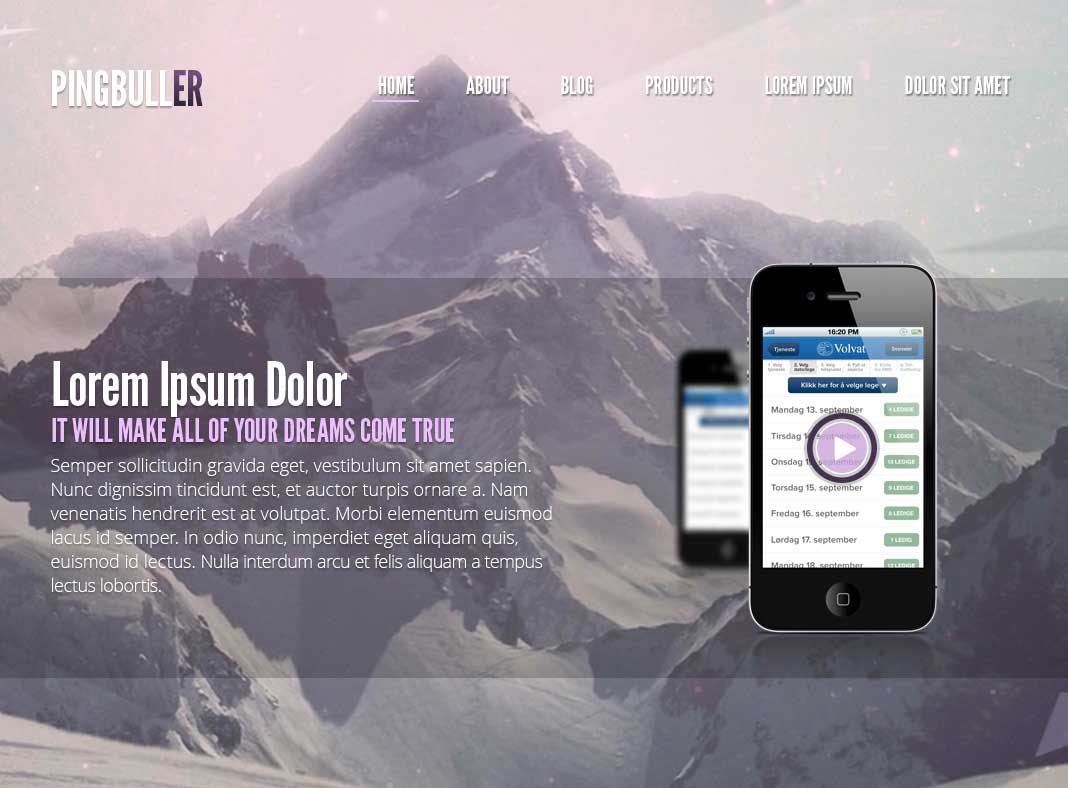 PINGBULLER
HOME ABOUT BLOG PRODUCTS LOREM IPSUM DOLOR SIT AMET
Lorem Ipsum Dolor
IT WILL MAKE ALL OF YOUR DREAMS COME TRUE
Semper sollicitudin gravida eget, vestibulum sit amet sapien.
Nunc dignissim tincidunt est, et auctor turpis ornare a. Nam
venenatis hendrerit est at volutpat. Morbi elementum euismod
lacus id semper. In odio nunc, imperdiet eget aliquam quis,
euismod id lectus. Nulla interdum arcu et felis aliquam a tempus
lectus lobortis.
16:20 PM
Tjeneste Volvat
Klikk her for å velge lege
Mandag 13. september 4 LEDIGE
Tirsdag 14 september 7 LEDIGE
Onsdag 15. september 13 LEDIGE
Torsdag 15. september 9 LEDIGE
Fredag 16. september 6 LEDIGE
Lørdag 17. september 1 LEDIG
Mandag 18. september 12 LEDIGE